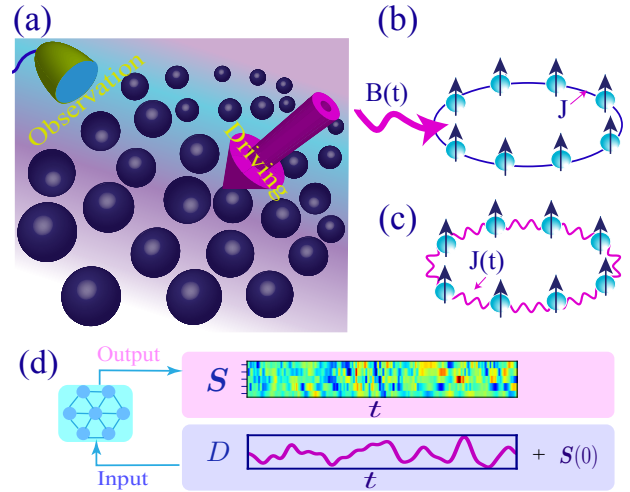 (a)
Observation
Driving
(b)
B(t)
J
(c)
J(t)
(d)
Output
S
t
Input
D
t
+ S(0)